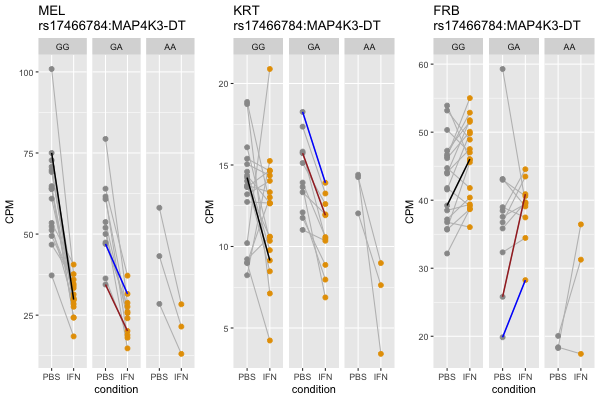 MEL
rs17466784:MAP4K3-DT
GG GA AA
100
75
50
25
CPM
PBS IFN PBS IFN PBS IFN
condition
KRT
rs17466784:MAP4K3-DT
GG GA AA
20
15
10
5
CPM
PBS IFN PBS IFN PBS IFN
condition
FRB
rs17466784:MAP4K3-DT
GG GA AA
60
50
40
30
20
CPM
PBS IFN PBS IFN PBS IFN
condition